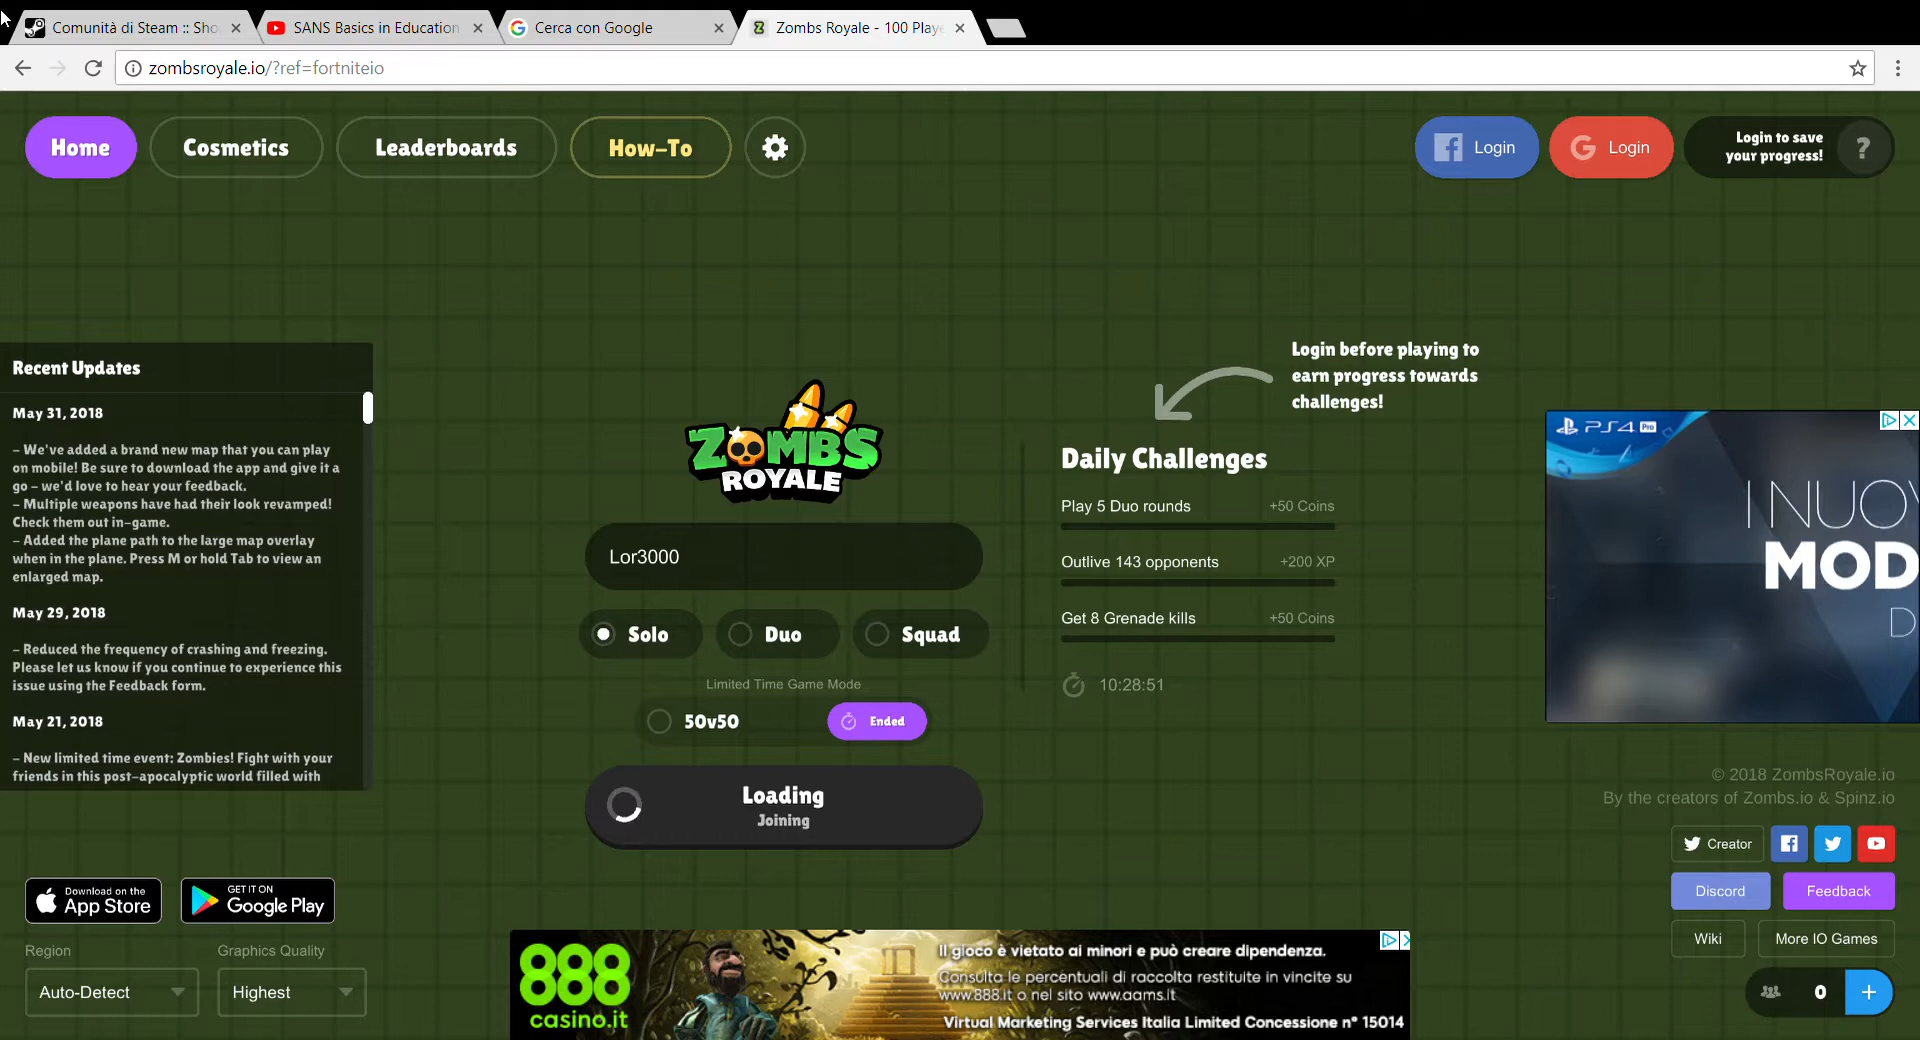 Comunità di Steam :: Sho
SANS Basics in Education
Cerca con Google
Zombs Royale - 100 Playe
zombsroyale.io/?ref=fortniteio
Home
Cosmetics
Leaderboards
How-To
Login
Login
Login to save
your progress!
?
Recent Updates
May 31, 2018
- We've added a brand new map that you can play
on mobile! Be sure to download the app and give it a
go - we'd love to hear your feedback.
- Multiple weapons have had their look revamped!
Check them out in-game.
- Added the plane path to the large map overlay
when in the plane. Press M or hold Tab to view an
enlarged map.
May 29, 2018
- Reduced the frequency of crashing and freezing.
Please let us know if you continue to experience this
issue using the Feedback form.
May 21, 2018
- New limited time event: Zombies! Fight with your
friends in this post-apocalyptic world filled with
ZOMBS
ROYALE
Lor3000
Solo
Duo
Squad
Limited Time Game Mode
50v50
Ended
Loading
Joining
Login before playing to
earn progress towards
challenges!
Daily Challenges
Play 5 Duo rounds +50 Coins
Outlive 143 opponents +200 XP
Get 8 Grenade kills +50 Coins
10:28:51
PS4 Pro
I NUOV
MOD
D
© 2018 ZombsRoyale.io
By the creators of Zombs.io & Spinz.io
Creator
Discord
Feedback
Wiki
More IO Games
0
+
Download on the
App Store
GET IT ON
Google Play
Region
Auto-Detect
Graphics Quality
Highest
888
casino.it
Il gioco è vietato ai minori e può creare dipendenza.
Consulta le percentuali di raccolta restituite in vincite su
www.888.it o nel sito www.aams.it
Virtual Marketing Services Italia Limited Concessione n° 15014